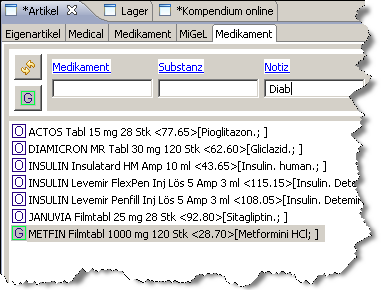 *Artikel Lager *Kompendium online
Eigenartikel Medical Medikament MiGeL Medikament
Medikament Substanz Notiz
G Diab
O ACTOS Tabl 15 mg 28 Stk <77.65>[Pioglitazon.; ]
O DIAMICRON MR Tabl 30 mg 120 Stk <62.60>[Gliclazid.; ]
O INSULIN Insulatard HM Amp 10 ml <43.65>[Insulin. human.; ]
O INSULIN Levemir FlexPen Inj Lös 5 Amp 3 ml <115.15>[Insulin. Detemi
O INSULIN Levemir Penfill Inj Lös 5 Amp 3 ml <108.05>[Insulin. Detem
O JANUVIA Filmtabl 25 mg 28 Stk <92.80>[Sitagliptin.; ]
G METFIN Filmtabl 1000 mg 120 Stk <28.70>[Metformini HCl; ]